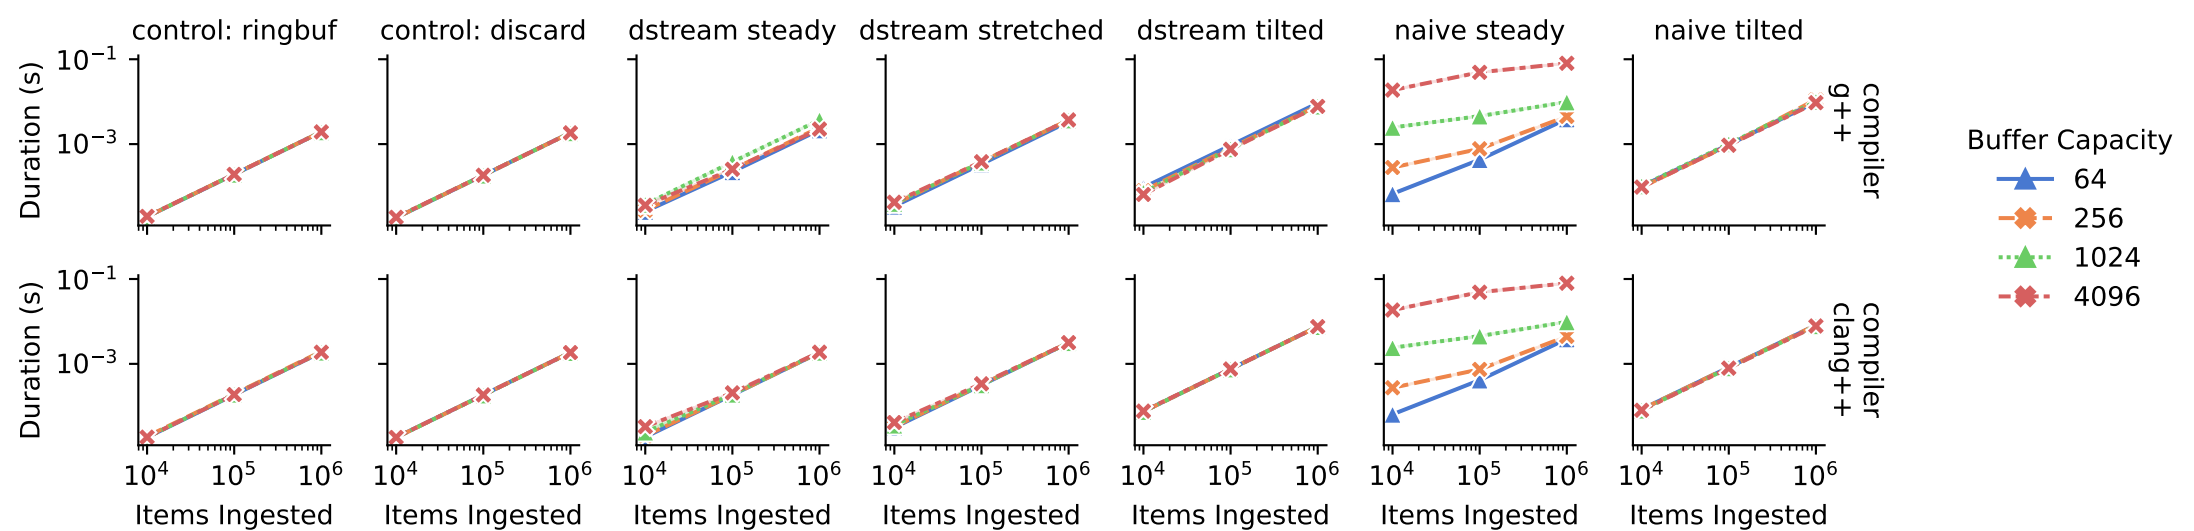 control: ringbuf
control: discard
dstream steady
dstream stretched
dstream tilted
naive steady
naive tilted
Duration (s)
10⁻¹
10⁻³
compiler
g++
Buffer Capacity
64
256
1024
4096
Duration (s)
10⁻¹
10⁻³
compiler
clang++
10⁴ 10⁵ 10⁶
10⁴ 10⁵ 10⁶
10⁴ 10⁵ 10⁶
10⁴ 10⁵ 10⁶
10⁴ 10⁵ 10⁶
10⁴ 10⁵ 10⁶
10⁴ 10⁵ 10⁶
Items Ingested
Items Ingested
Items Ingested
Items Ingested
Items Ingested
Items Ingested
Items Ingested